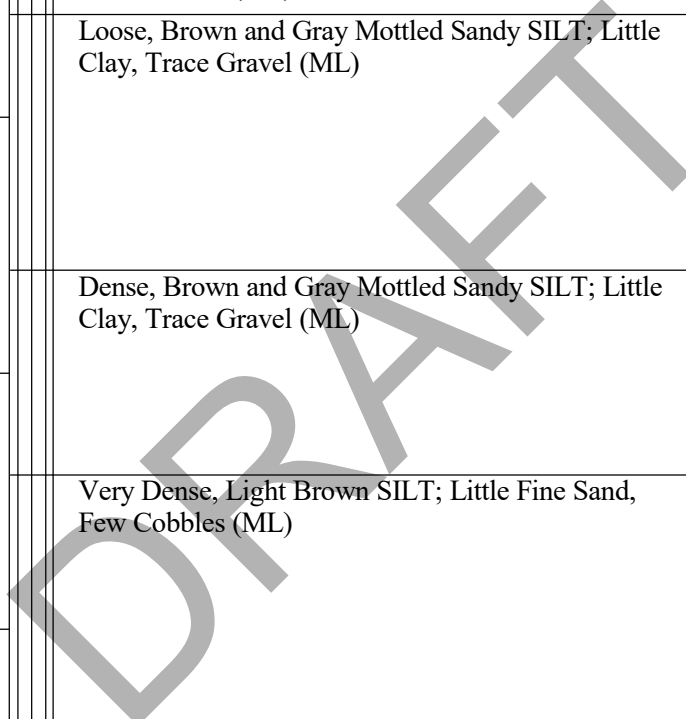 Loose, Brown and Gray Mottled Sandy SILT; Little
Clay, Trace Gravel (ML)
Dense, Brown and Gray Mottled Sandy SILT; Little
Clay, Trace Gravel (ML)
Very Dense, Light Brown SILT; Little Fine Sand,
Few Cobbles (ML)
DRAFT